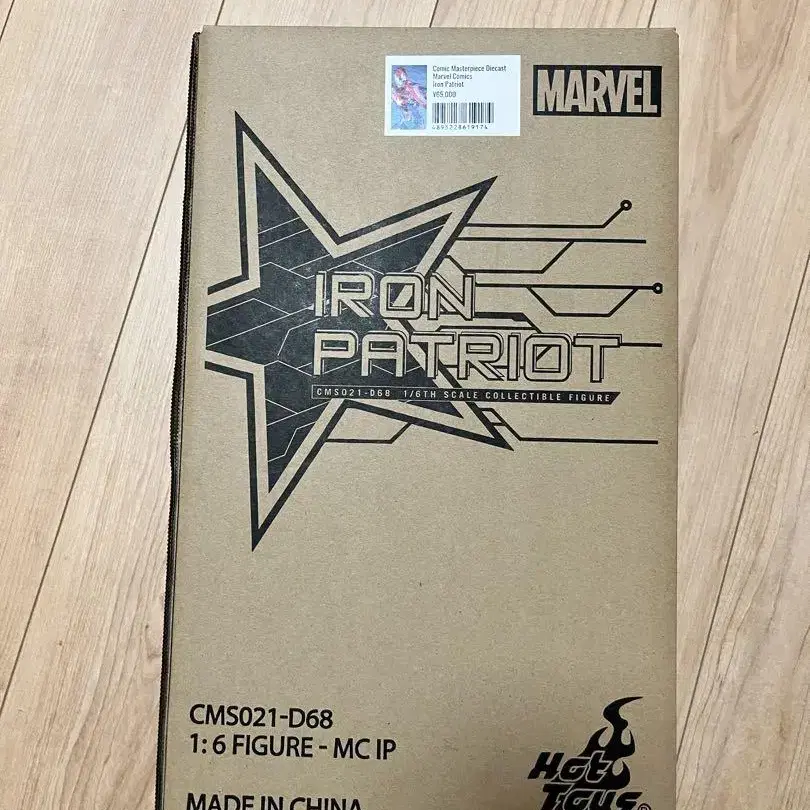 Comic Masterpiece Diecast
Marvel Comics
Iron Patriot
¥65,000
4895228619174
MARVEL
IRON
PATRIOT
CMS021-D68 1/6TH SCALE COLLECTIBLE FIGURE
CMS021-D68
1:6 FIGURE - MC IP
MADE IN CHINA
Hot
Toys